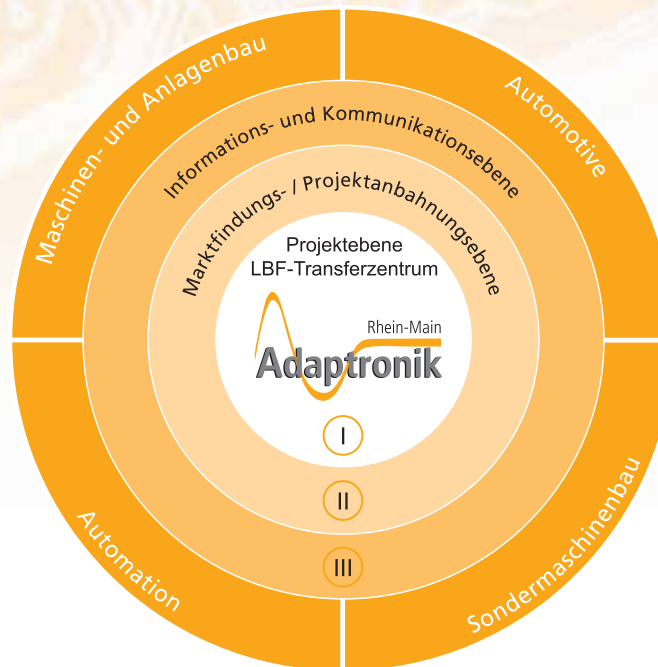 Maschinen- und Anlagenbau
Automotive
Informations- und Kommunikationsebene
Marktfindungs- / Projektanbahnungsebene
Projektebene
LBF-Transferzentrum
Rhein-Main
Adaptronik
I
II
III
Automation
Sondermaschinenbau